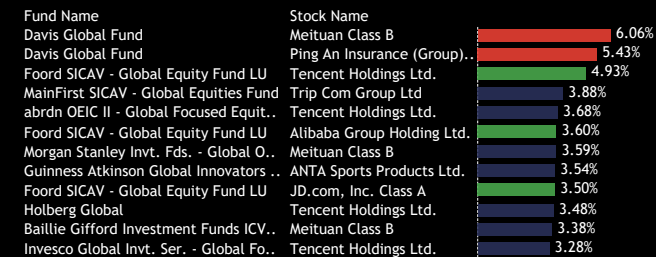 Fund Name Stock Name
Davis Global Fund Meituan Class B 6.06%
Davis Global Fund Ping An Insurance (Group).. 5.43%
Foord SICAV - Global Equity Fund LU Tencent Holdings Ltd. 4.93%
MainFirst SICAV - Global Equities Fund Trip Com Group Ltd 3.88%
abrdn OEIC II - Global Focused Equit.. Tencent Holdings Ltd. 3.68%
Foord SICAV - Global Equity Fund LU Alibaba Group Holding Ltd. 3.60%
Morgan Stanley Invt. Fds. - Global O.. Meituan Class B 3.59%
Guinness Atkinson Global Innovators .. ANTA Sports Products Ltd. 3.54%
Foord SICAV - Global Equity Fund LU JD.com, Inc. Class A 3.50%
Holberg Global Tencent Holdings Ltd. 3.48%
Baillie Gifford Investment Funds ICV.. Meituan Class B 3.38%
Invesco Global Invt. Ser. - Global Fo.. Tencent Holdings Ltd. 3.28%